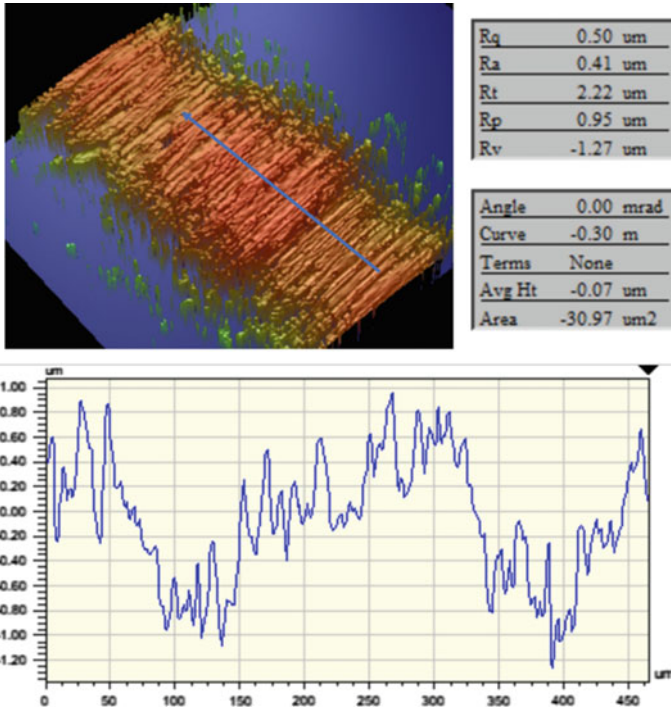 Rq 0.50 um
Ra 0.41 um
Rt 2.22 um
Rp 0.95 um
Rv -1.27 um
Angle 0.00 mrad
Curve -0.30 m
Terms None
Avg Ht -0.07 um
Area -30.97 um2
um
1.00
0.80
0.60
0.40
0.20
0.00
0.20
0.40
0.60
0.80
1.00
1.20
um
0 50 100 150 200 250 300 350 400 450